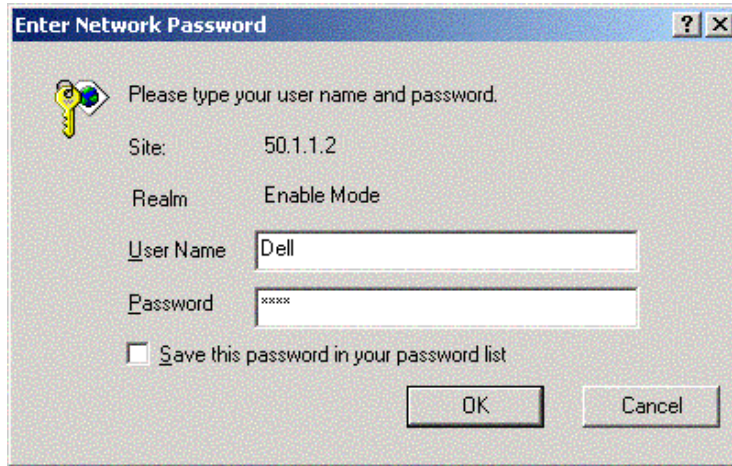 Enter Network Password
Please type your user name and password.
Site: 50.1.1.2
Realm Enable Mode
User Name Dell
Password xxxx
Save this password in your password list
OK Cancel